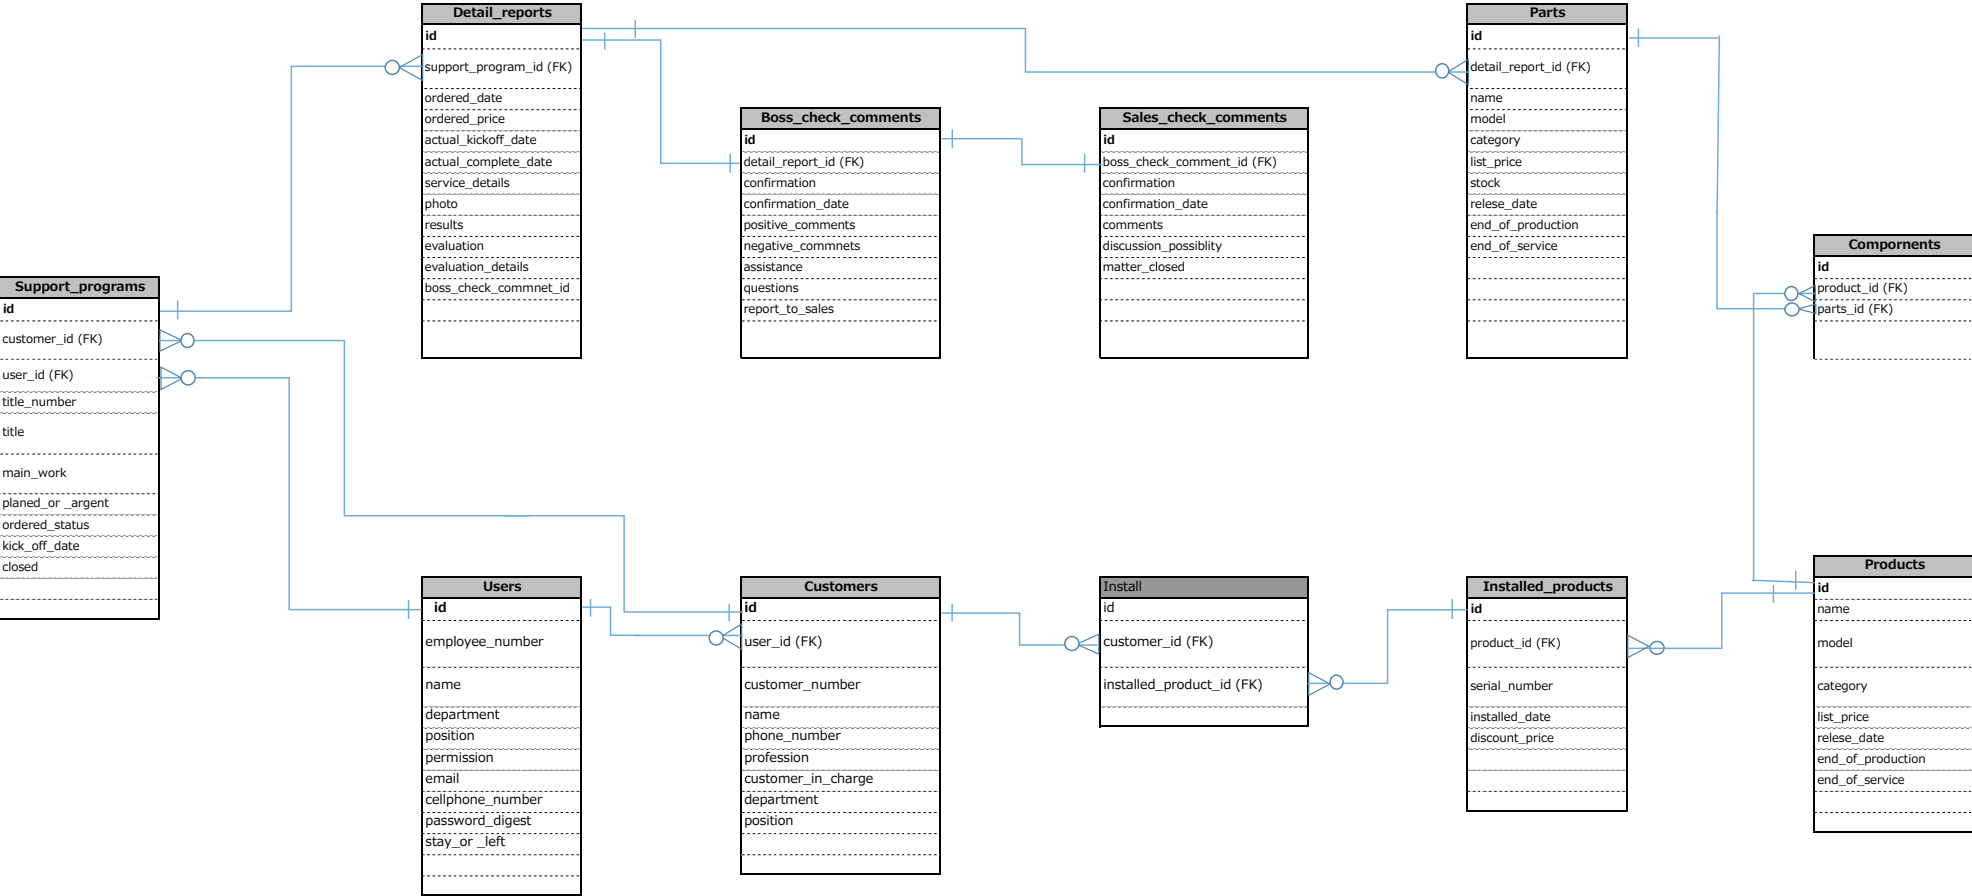 Detail_reports
id
support_program_id (FK)
ordered_date
ordered_price
actual_kickoff_date
actual_complete_date
service_details
photo
results
evaluation
evaluation_details
boss_check_commnet_id
Boss_check_comments
id
detail_report_id (FK)
confirmation
confirmation_date
positive_comments
negative_commnets
assistance
questions
report_to_sales
Sales_check_comments
id
boss_check_comment_id (FK)
confirmation
confirmation_date
comments
discussion_possiblity
matter_closed
Parts
id
detail_report_id (FK)
name
model
category
list_price
stock
relese_date
end_of_production
end_of_service
Compornents
id
product_id (FK)
parts_id (FK)
Support_programs
id
customer_id (FK)
user_id (FK)
title_number
title
main_work
planed_or _argent
ordered_status
kick_off_date
closed
Users
id
employee_number
name
department
position
permission
email
cellphone_number
password_digest
stay_or _left
Customers
id
user_id (FK)
customer_number
name
phone_number
profession
customer_in_charge
department
position
Install
id
customer_id (FK)
installed_product_id (FK)
Installed_products
id
product_id (FK)
serial_number
installed_date
discount_price
Products
id
name
model
category
list_price
relese_date
end_of_production
end_of_service